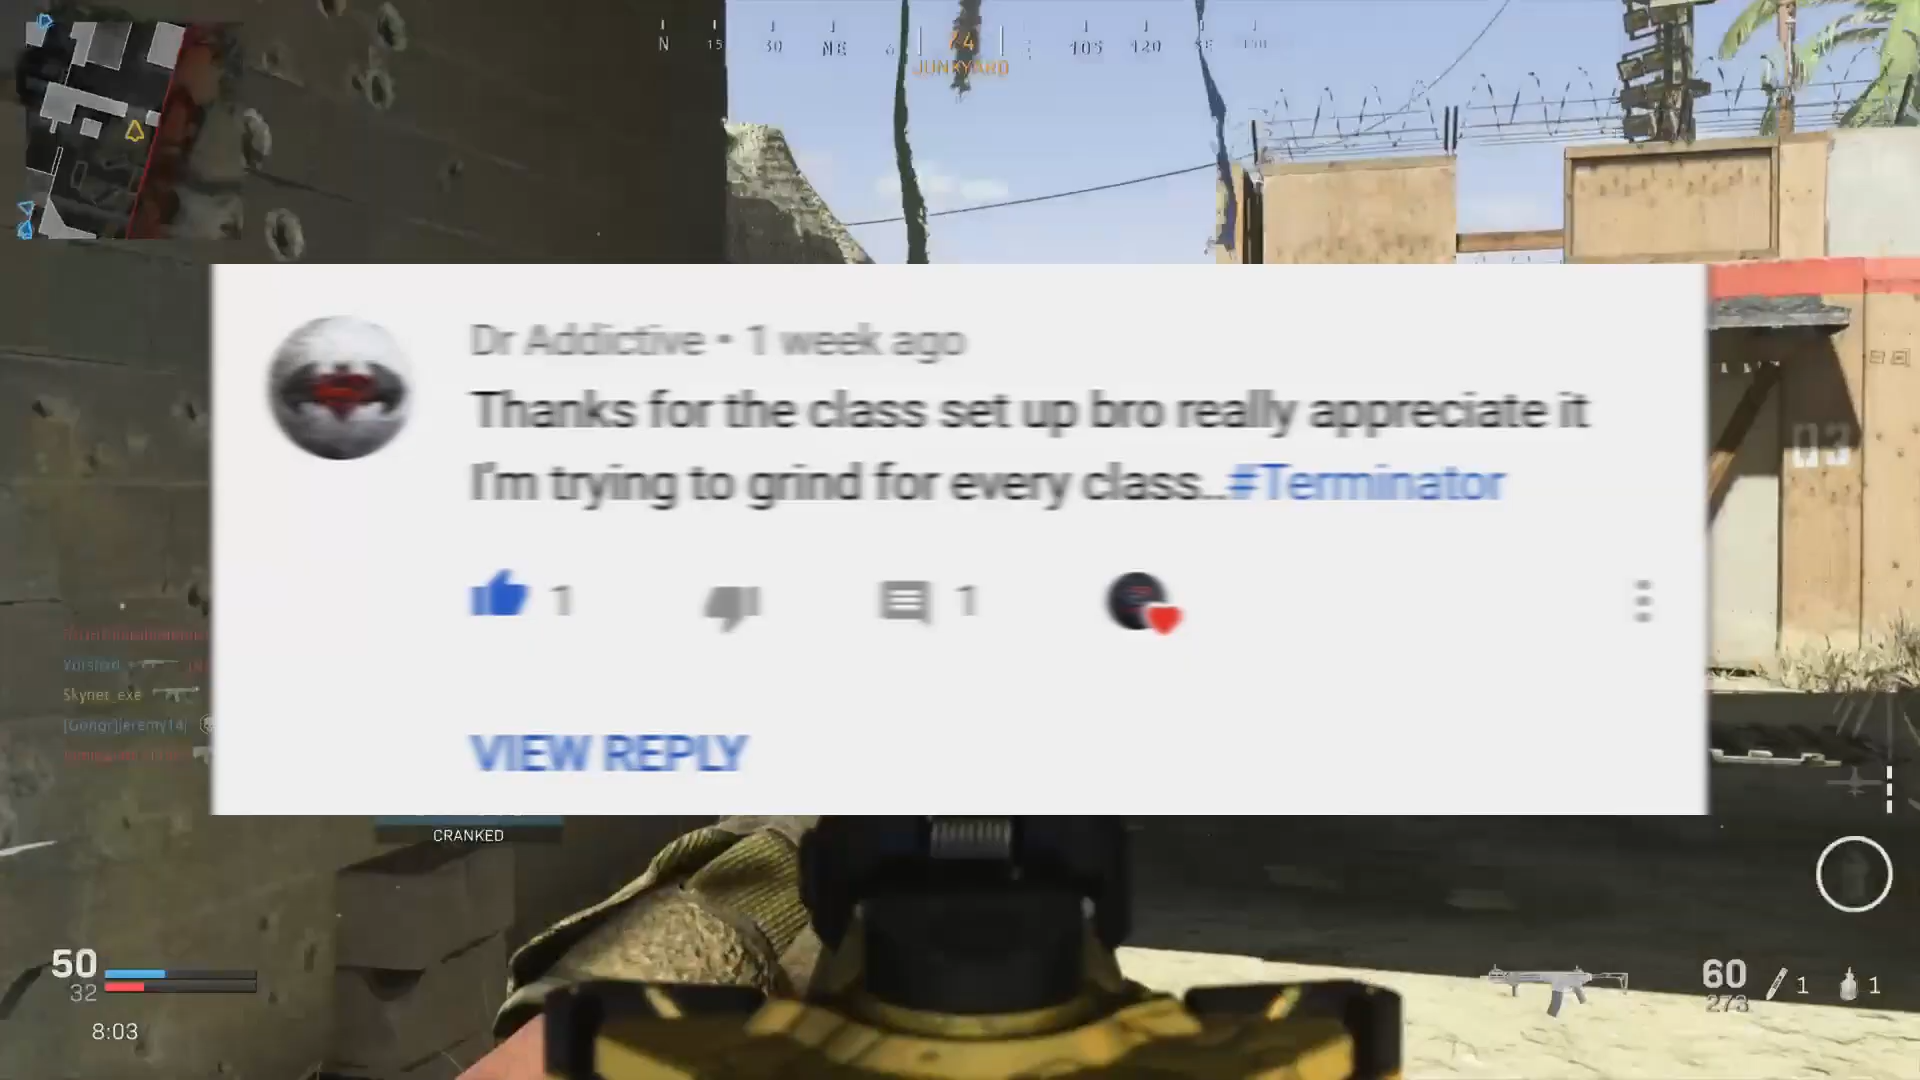 N 15 30 NE 105 120
74
JUNKYARD
Dr Addictive • 1 week ago
Thanks for the class set up bro really appreciate it
I'm trying to grind for every class...#Terminator
1 1
VIEW REPLY
03
Skynet_exe
CRANKED
50
32
8:03
60 1 1
273